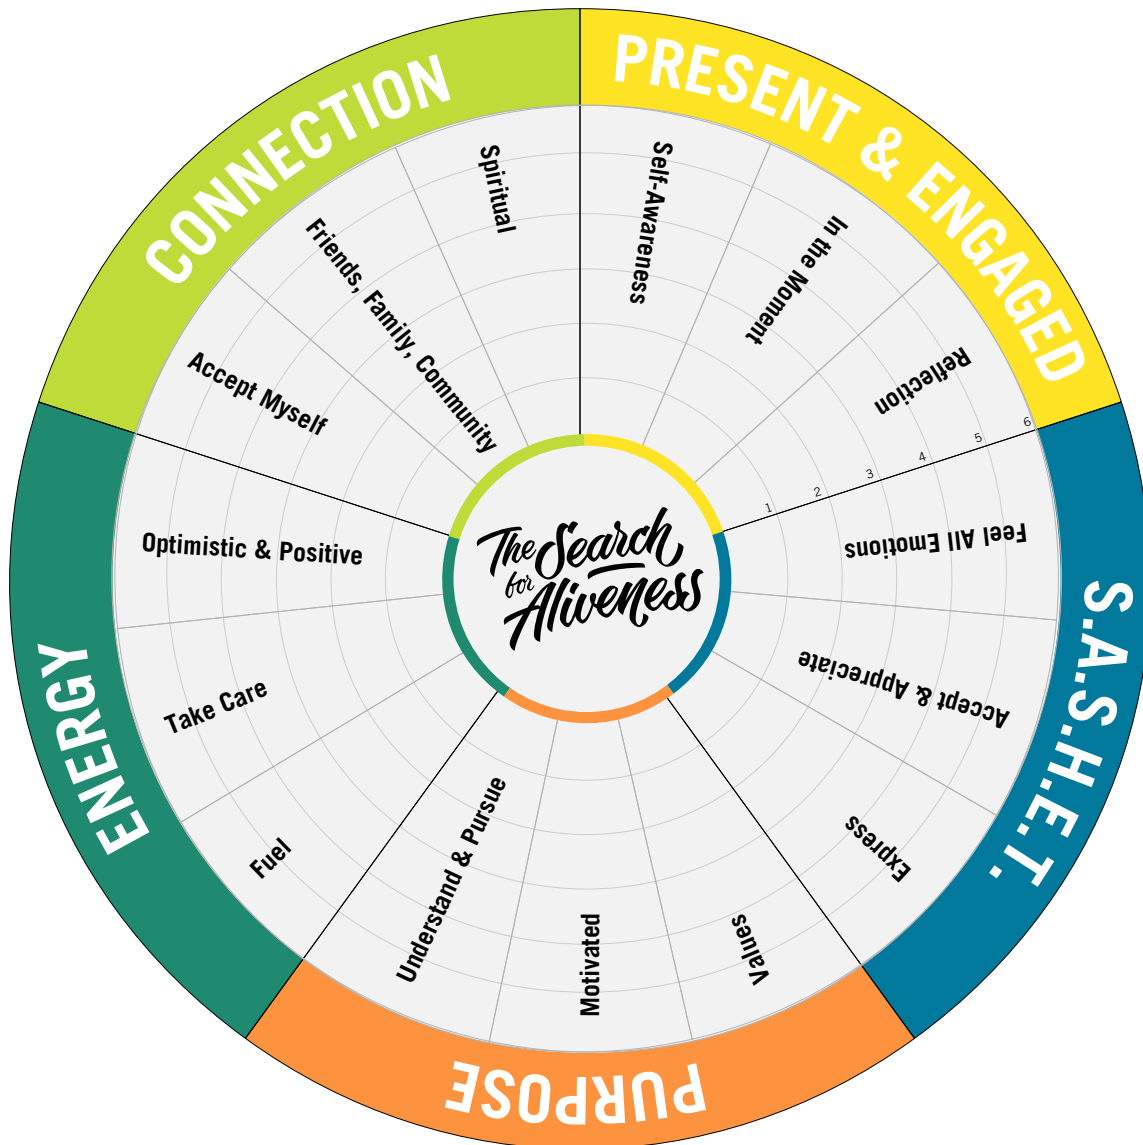 CONNECTION
PRESENT & ENGAGED
S.A.S.H.E.T.
PURPOSE
ENERGY
Spiritual
Friends, Family, Community
Accept Myself
Self-Awareness
In the Moment
Reflection
1
2
3
4
5
6
Feel All Emotions
Accept & Appreciate
Express
Values
Motivated
Understand & Pursue
Fuel
Take Care
Optimistic & Positive
The Search
for Aliveness